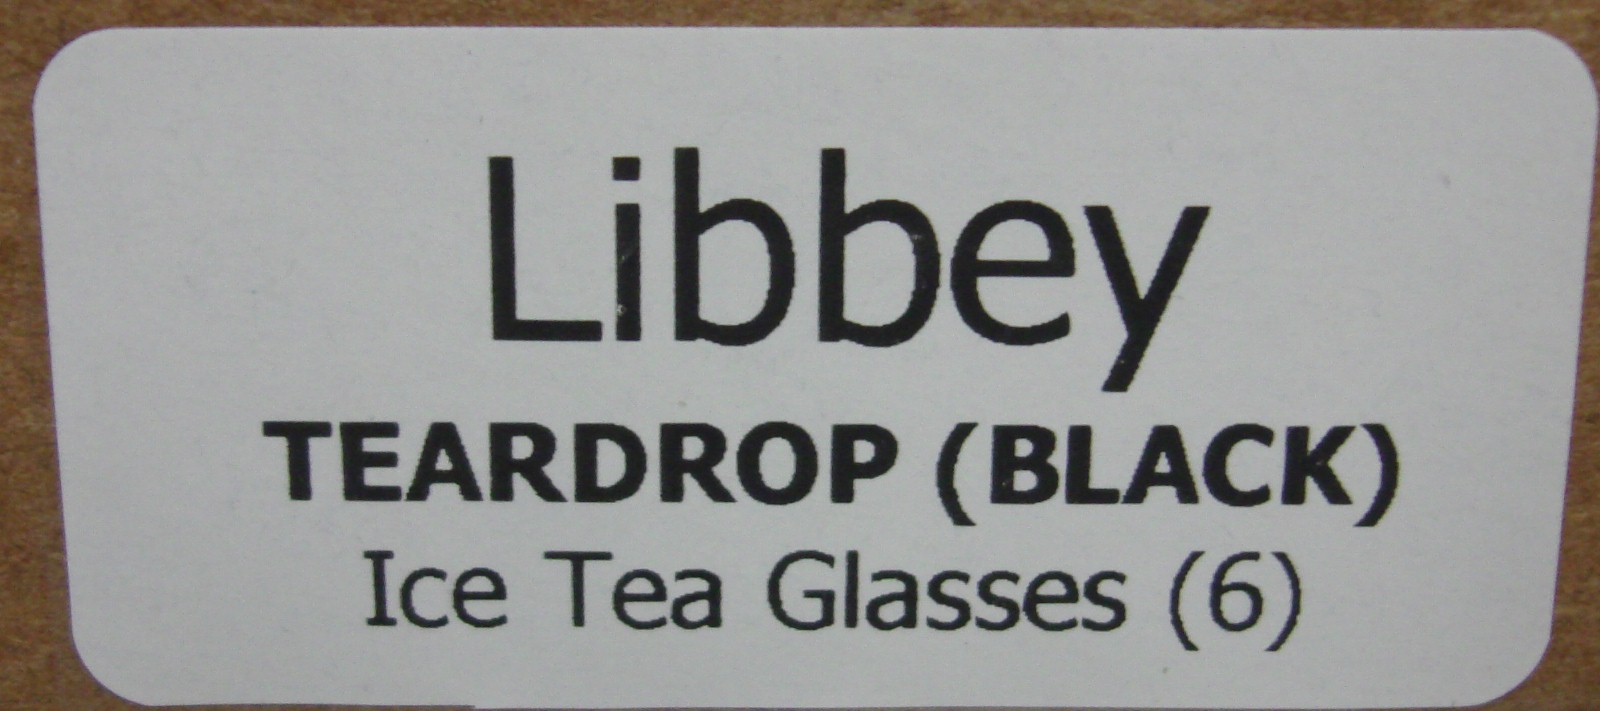 Libbey
TEARDROP (BLACK)
Ice Tea Glasses (6)